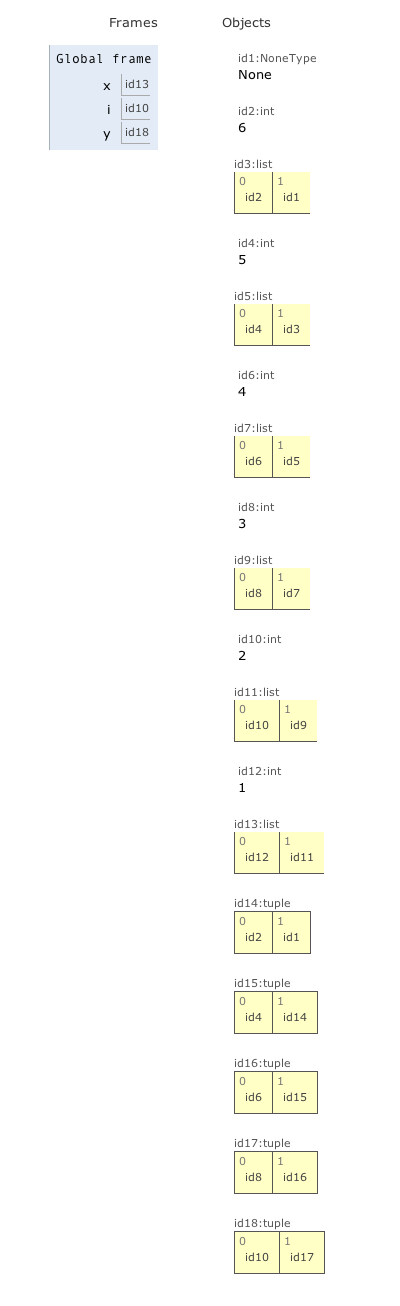 Frames Objects
Global frame
x id13
i id10
y id18
id1:NoneType
None
id2:int
6
id3:list
0 1
id2 id1
id4:int
5
id5:list
0 1
id4 id3
id6:int
4
id7:list
0 1
id6 id5
id8:int
3
id9:list
0 1
id8 id7
id10:int
2
id11:list
0 1
id10 id9
id12:int
1
id13:list
0 1
id12 id11
id14:tuple
0 1
id2 id1
id15:tuple
0 1
id4 id14
id16:tuple
0 1
id6 id15
id17:tuple
0 1
id8 id16
id18:tuple
0 1
id10 id17